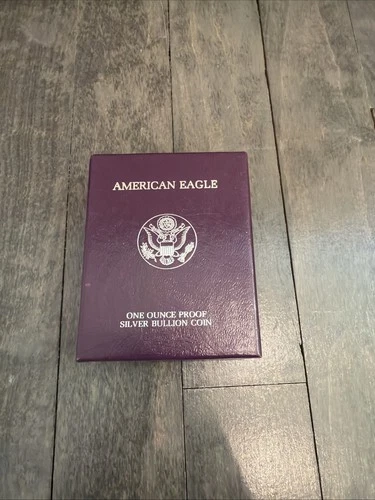 AMERICAN EAGLE
ONE OUNCE PROOF
SILVER BULLION COIN